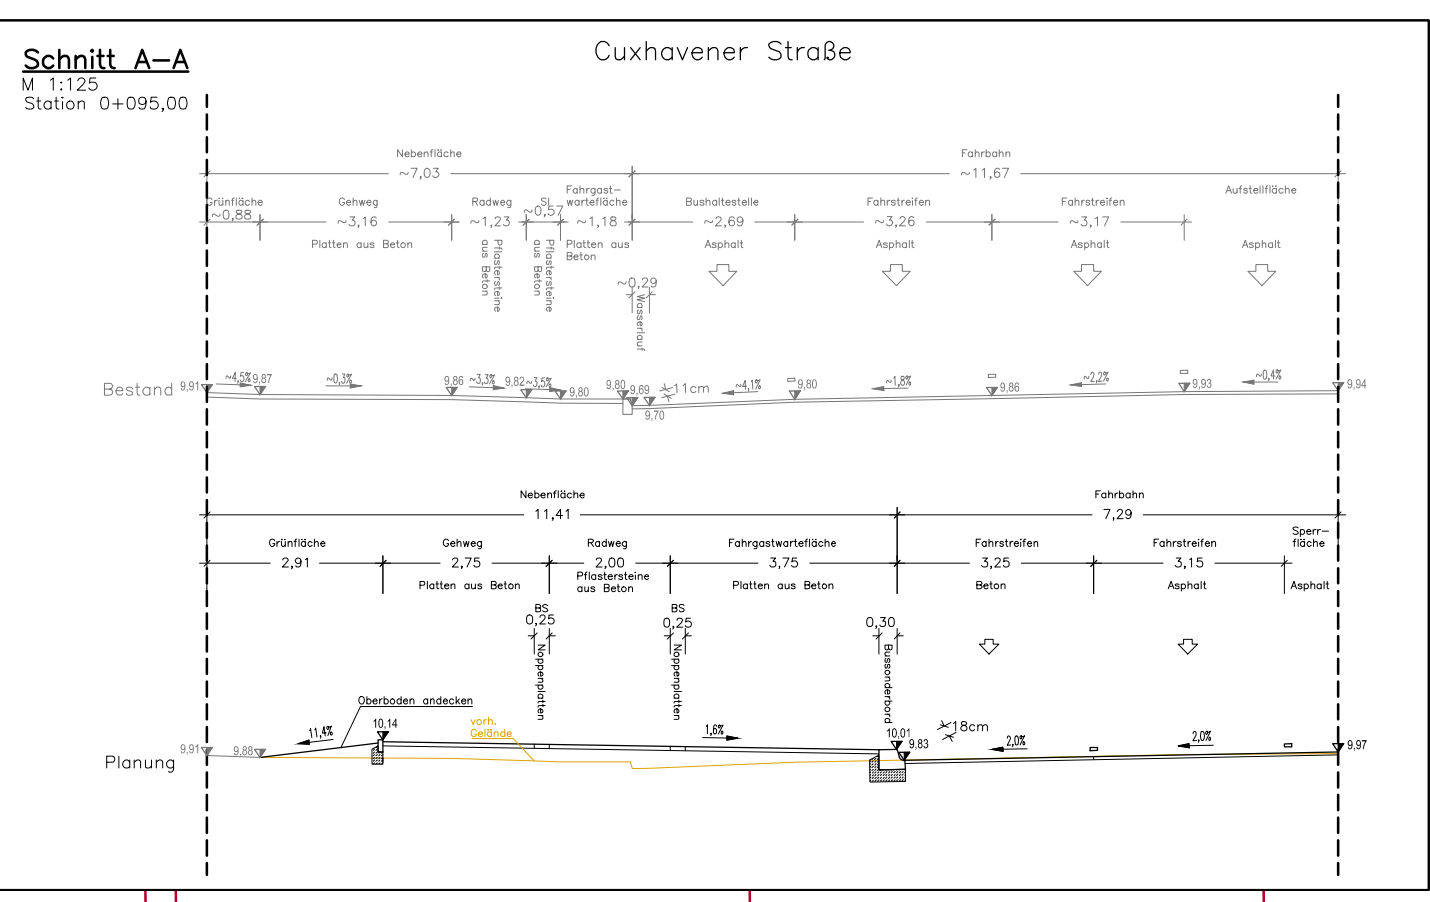 Schnitt A–A
M 1:125
Station 0+095,00
Cuxhavener Straße
Nebenfläche
~7,03
Fahrbahn
~11,67
Grünfläche
~0,88
Gehweg
~3,16
Platten aus Beton
Radweg
~1,23
Pflastersteine
aus Beton
SI
~0,57
Pflastersteine
aus Beton
Fahrgast–
wartefläche
~1,18
Platten aus
Beton
Bushaltestelle
~2,69
Asphalt
Fahrstreifen
~3,26
Asphalt
Fahrstreifen
~3,17
Asphalt
Aufstellfläche
Asphalt
~0,29
Wasserlauf
Bestand
9,91
~4,5%
9,87
~0,3%
9,86
~3,3%
9,82
~3,5%
9,80
9,80
9,69
11cm
9,70
~4,1%
9,80
~1,8%
9,86
~2,2%
9,93
~0,4%
9,94
Nebenfläche
11,41
Fahrbahn
7,29
Grünfläche
2,91
Gehweg
2,75
Platten aus Beton
Radweg
2,00
Pflastersteine
aus Beton
Fahrgastwartefläche
3,75
Platten aus Beton
Fahrstreifen
3,25
Beton
Fahrstreifen
3,15
Asphalt
Sperr–
fläche
Asphalt
BS
0,25
Noppenplatten
BS
0,25
Noppenplatten
0,30
Bussonderbord
Oberboden andecken
Planung
9,91
9,88
11,4%
10,14
vorh.
Gelände
1,6%
10,01
9,83
18cm
2,0%
2,0%
9,97